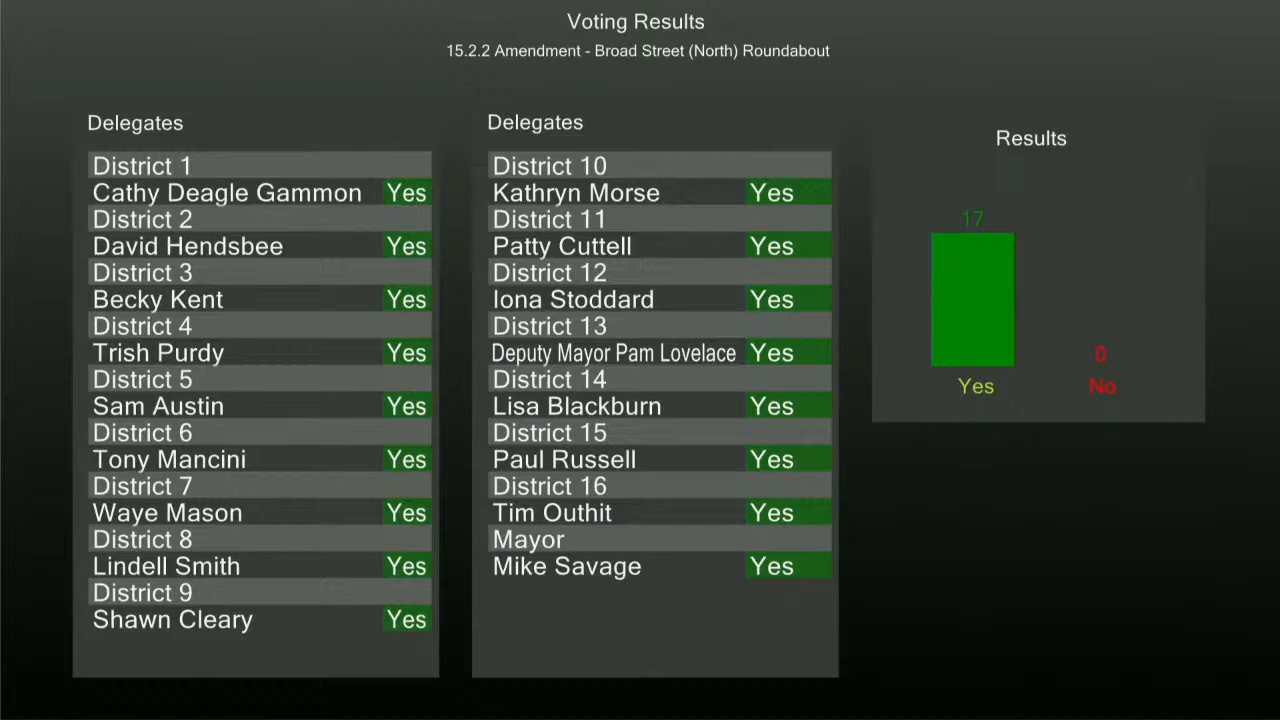 Voting Results
15.2.2 Amendment - Broad Street (North) Roundabout
Delegates
District 1
Cathy Deagle Gammon Yes
District 2
David Hendsbee Yes
District 3
Becky Kent Yes
District 4
Trish Purdy Yes
District 5
Sam Austin Yes
District 6
Tony Mancini Yes
District 7
Waye Mason Yes
District 8
Lindell Smith Yes
District 9
Shawn Cleary Yes
Delegates
District 10
Kathryn Morse Yes
District 11
Patty Cuttell Yes
District 12
Iona Stoddard Yes
District 13
Deputy Mayor Pam Lovelace Yes
District 14
Lisa Blackburn Yes
District 15
Paul Russell Yes
District 16
Tim Outhit Yes
Mayor
Mike Savage Yes
Results
17
0
Yes No